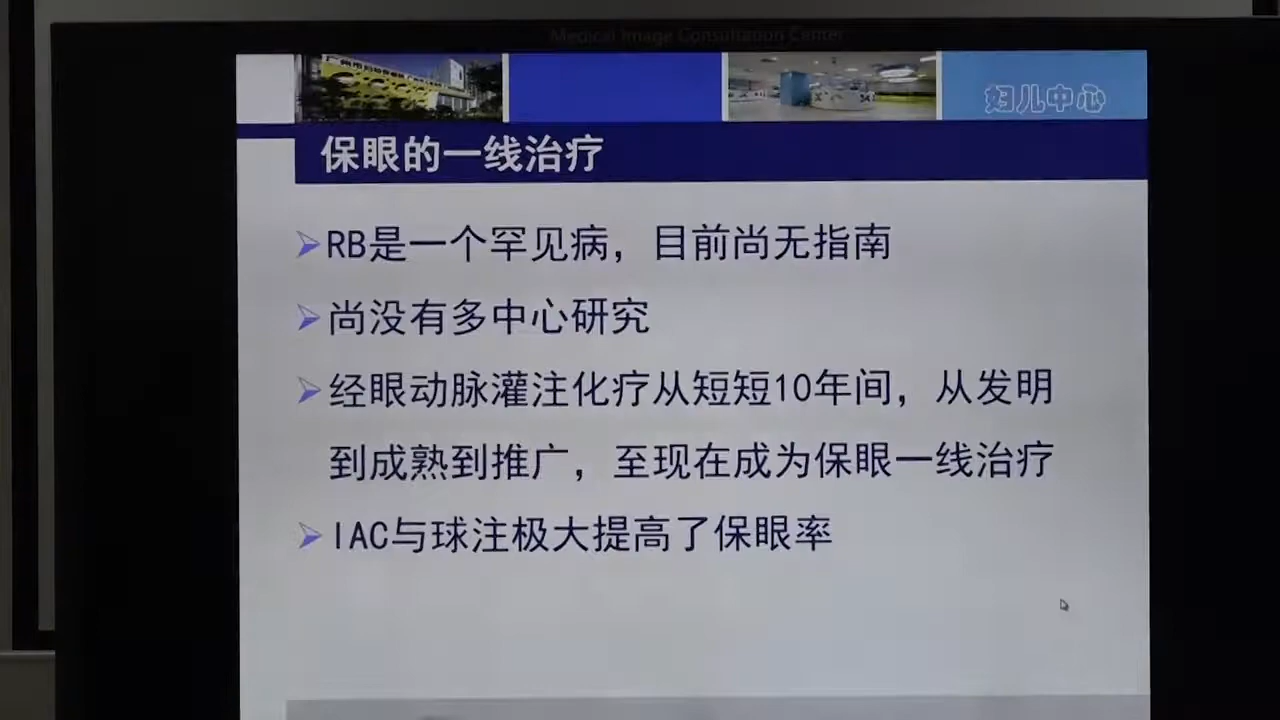 Medical Image Consultation Center
妇儿中心
保眼的一线治疗
RB是一个罕见病，目前尚无指南
尚没有多中心研究
经眼动脉灌注化疗从短短10年间，从发明
到成熟到推广，至现在成为保眼一线治疗
IAC与球注极大提高了保眼率